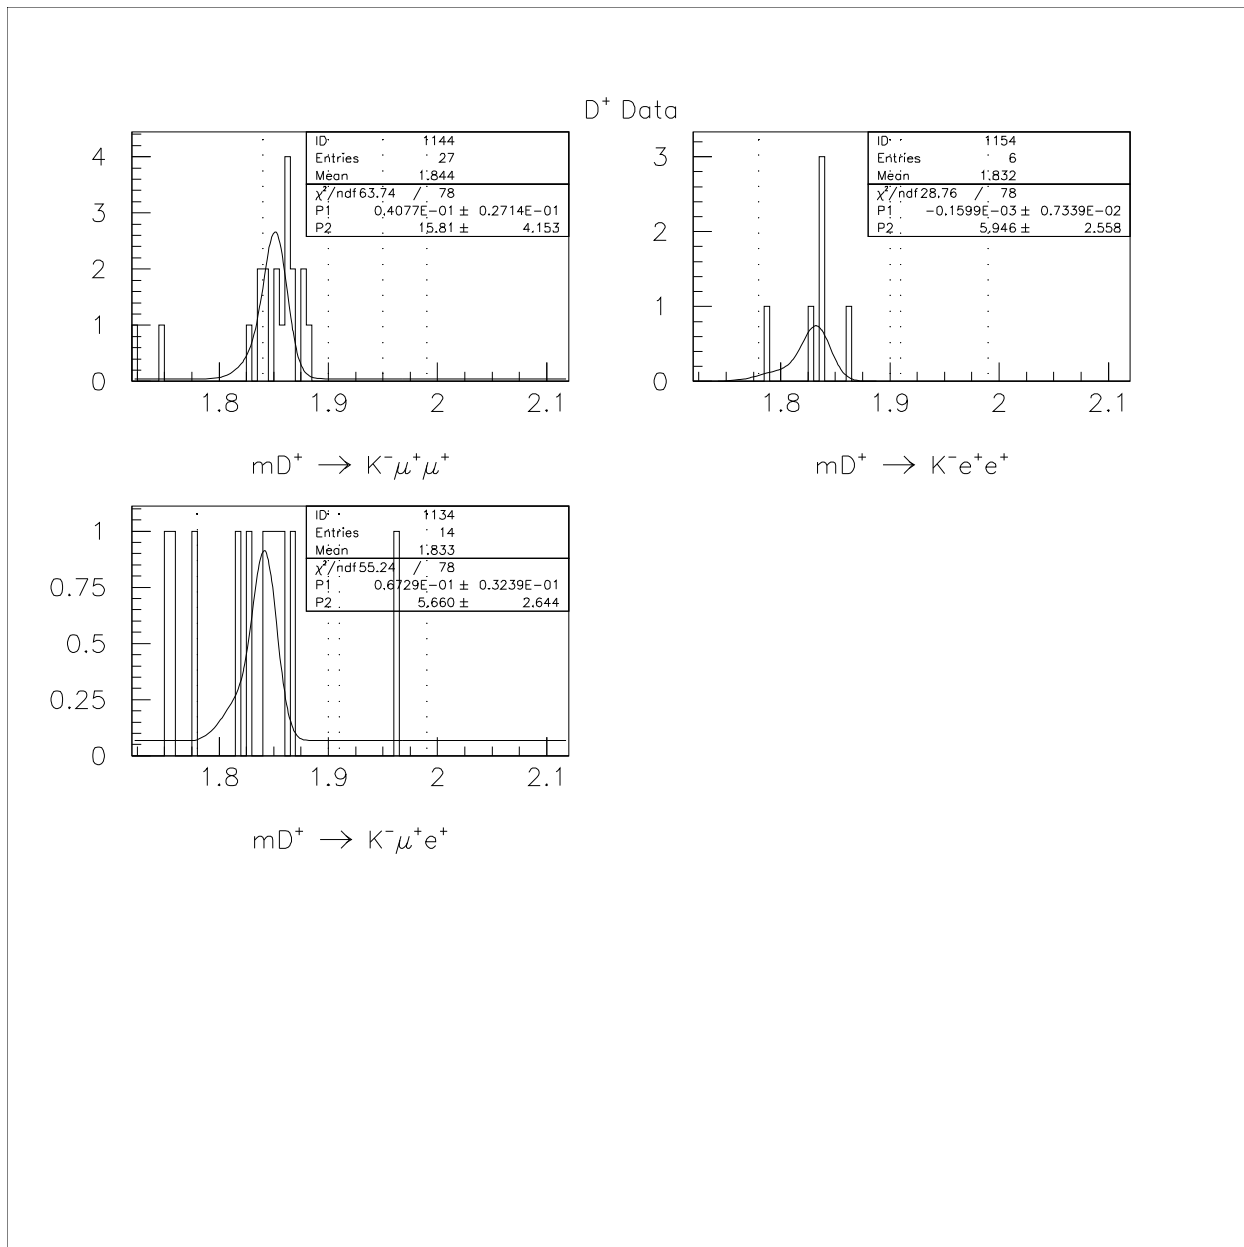 D⁺ Data
ID 1144
Entries 27
Mean 1.844
χ²/ndf 63.74 / 78
P1 0.4077E-01 ± 0.2714E-01
P2 15.81 ± 4.153
4
3
2
1
0
1.8 1.9 2 2.1
mD⁺ → K⁻μ⁺μ⁺
ID 1154
Entries 6
Mean 1.832
χ²/ndf 28.76 / 78
P1 -0.1599E-03 ± 0.7339E-02
P2 5.946 ± 2.558
3
2
1
0
1.8 1.9 2 2.1
mD⁺ → K⁻e⁺e⁺
ID 1134
Entries 14
Mean 1.833
χ²/ndf 55.24 / 78
P1 0.6729E-01 ± 0.3239E-01
P2 5.660 ± 2.644
1
0.75
0.5
0.25
0
1.8 1.9 2 2.1
mD⁺ → K⁻μ⁺e⁺